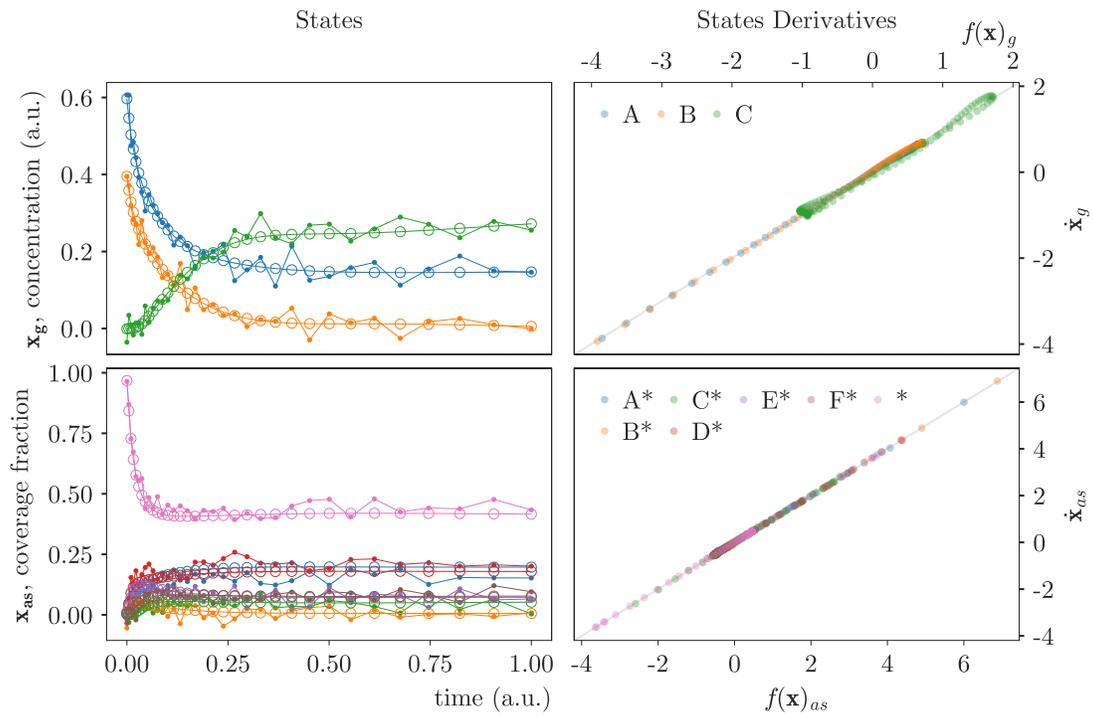 States
States Derivatives
f(x)g
-4 -3 -2 -1 0 1 2
0.6
0.4
0.2
0.0
xg, concentration (a.u.)
A B C
2
0
-2
-4
ẋg
1.00
0.75
0.50
0.25
0.00
xas, coverage fraction
A* C* E* F* *
B* D*
6
4
2
0
-2
-4
ẋas
0.00 0.25 0.50 0.75 1.00
time (a.u.)
-4 -2 0 2 4 6
f(x)as